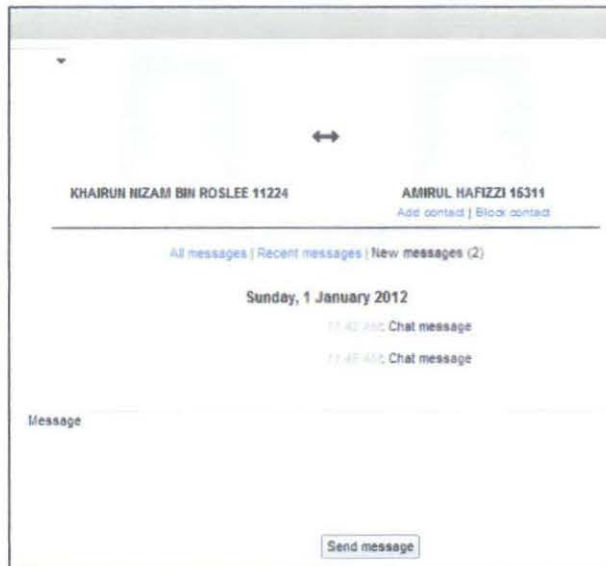 KHAIRUN NIZAM BIN ROSLEE 11224
AMIRUL HAFIZZI 15311
Add contact | Block contact
All messages | Recent messages | New messages (2)
Sunday, 1 January 2012
Chat message
Chat message
Message
Send message